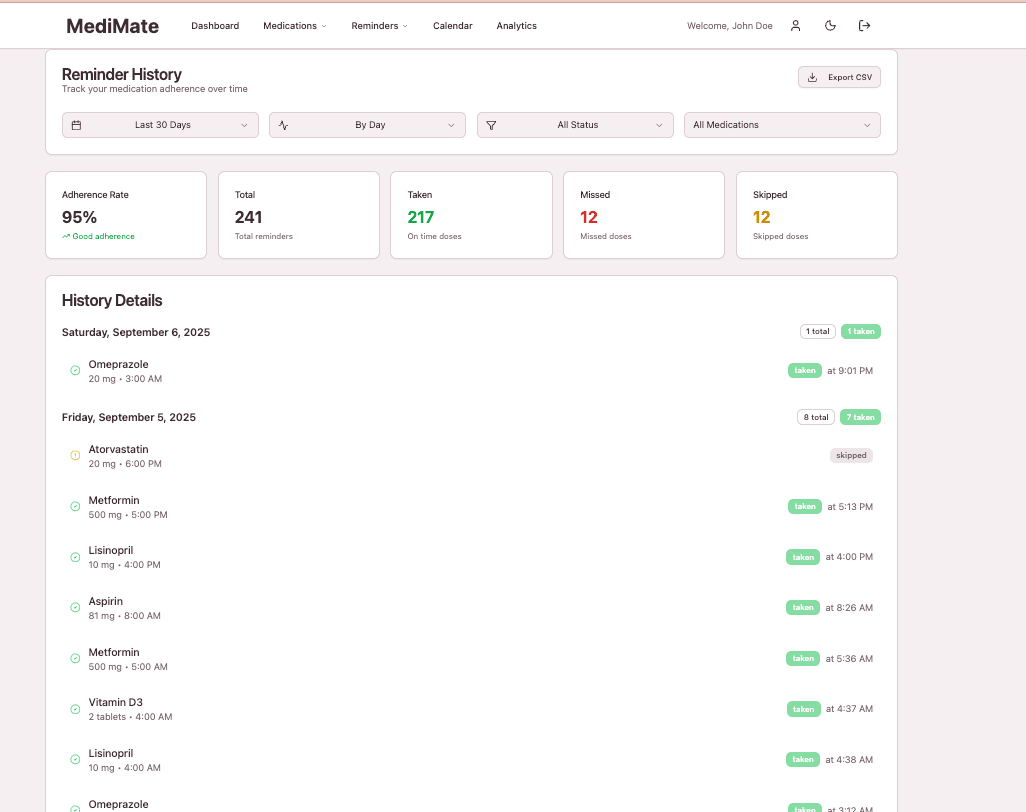 MediMate Dashboard Medications Reminders Calendar Analytics Welcome, John Doe
Reminder History
Track your medication adherence over time
Export CSV
Last 30 Days By Day All Status All Medications
Adherence Rate
95%
Good adherence
Total
241
Total reminders
Taken
217
On time doses
Missed
12
Missed doses
Skipped
12
Skipped doses
History Details
Saturday, September 6, 2025 1 total 1 taken
Omeprazole
20 mg • 3:00 AM
taken at 9:01 PM
Friday, September 5, 2025 8 total 7 taken
Atorvastatin
20 mg • 6:00 PM
skipped
Metformin
500 mg • 5:00 PM
taken at 5:13 PM
Lisinopril
10 mg • 4:00 PM
taken at 4:00 PM
Aspirin
81 mg • 8:00 AM
taken at 8:26 AM
Metformin
500 mg • 5:00 AM
taken at 5:36 AM
Vitamin D3
2 tablets • 4:00 AM
taken at 4:37 AM
Lisinopril
10 mg • 4:00 AM
taken at 4:38 AM
Omeprazole
taken at 3:12 AM